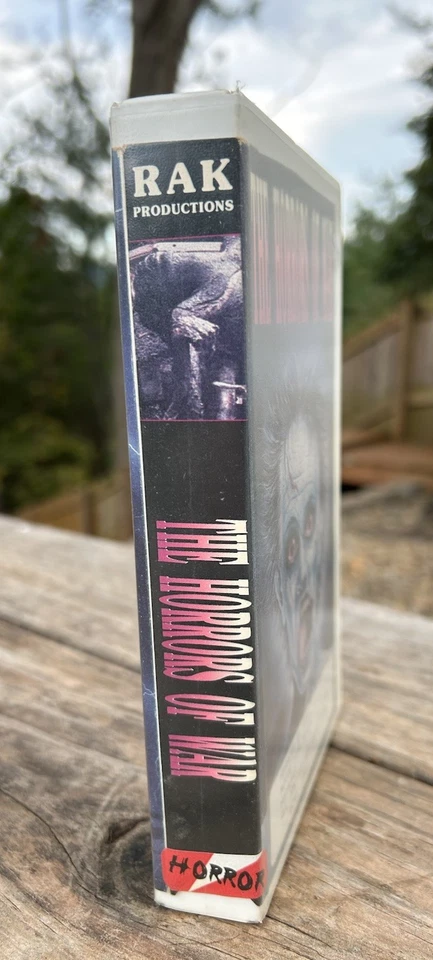 RAK
PRODUCTIONS
THE HORRORS OF WAR
HORROR